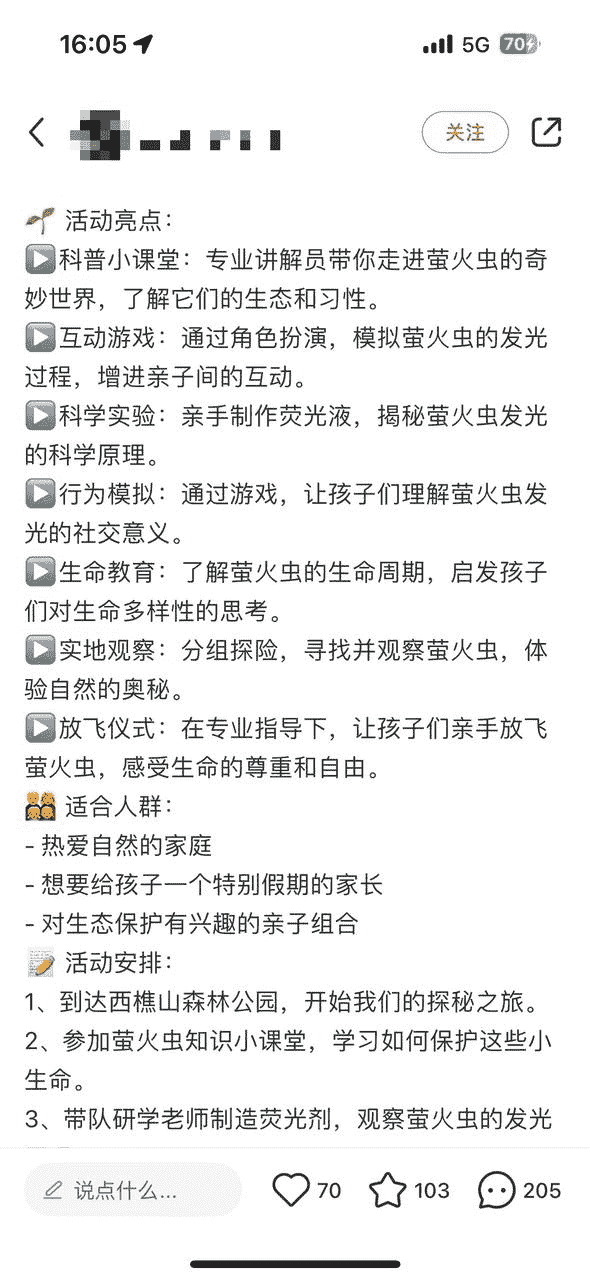 16:05
5G 70
关注
活动亮点：
科普小课堂：专业讲解员带你走进萤火虫的奇
妙世界，了解它们的生态和习性。
互动游戏：通过角色扮演，模拟萤火虫的发光
过程，增进亲子间的互动。
科学实验：亲手制作荧光液，揭秘萤火虫发光
的科学原理。
行为模拟：通过游戏，让孩子们理解萤火虫发
光的社交意义。
生命教育：了解萤火虫的生命周期，启发孩子
们对生命多样性的思考。
实地观察：分组探险，寻找并观察萤火虫，体
验自然的奥秘。
放飞仪式：在专业指导下，让孩子们亲手放飞
萤火虫，感受生命的尊重和自由。
适合人群：
- 热爱自然的家庭
- 想要给孩子一个特别假期的家长
- 对生态保护有兴趣的亲子组合
活动安排：
1、到达西樵山森林公园，开始我们的探秘之旅。
2、参加萤火虫知识小课堂，学习如何保护这些小
生命。
3、带队研学老师制造荧光剂，观察萤火虫的发光
说点什么...
70
103
205